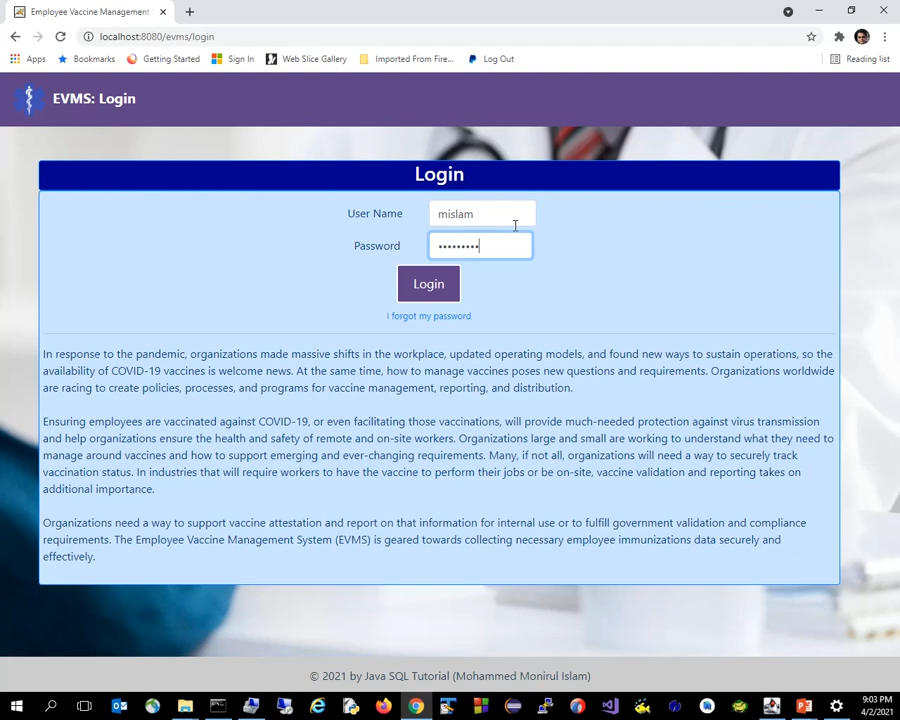 Employee Vaccine Management
localhost:8080/evms/login
Apps Bookmarks Getting Started Sign In Web Slice Gallery Imported From Fire... Log Out Reading list
EVMS: Login
Login
User Name mislam
Password •••••••••
Login
I forgot my password
In response to the pandemic, organizations made massive shifts in the workplace, updated operating models, and found new ways to sustain operations, so the
availability of COVID-19 vaccines is welcome news. At the same time, how to manage vaccines poses new questions and requirements. Organizations worldwide
are racing to create policies, processes, and programs for vaccine management, reporting, and distribution.
Ensuring employees are vaccinated against COVID-19, or even facilitating those vaccinations, will provide much-needed protection against virus transmission
and help organizations ensure the health and safety of remote and on-site workers. Organizations large and small are working to understand what they need to
manage around vaccines and how to support emerging and ever-changing requirements. Many, if not all, organizations will need a way to securely track
vaccination status. In industries that will require workers to have the vaccine to perform their jobs or be on-site, vaccine validation and reporting takes on
additional importance.
Organizations need a way to support vaccine attestation and report on that information for internal use or to fulfill government validation and compliance
requirements. The Employee Vaccine Management System (EVMS) is geared towards collecting necessary employee immunizations data securely and
effectively.
© 2021 by Java SQL Tutorial (Mohammed Monirul Islam)
9:03 PM
4/2/2021